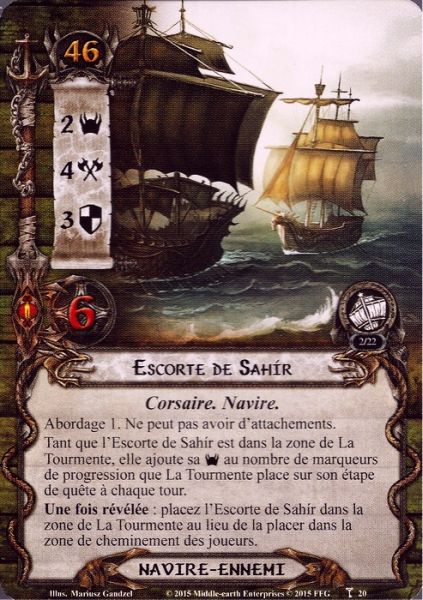 46
2
4
3
6
2/22
Escorte de Sahír
Corsaire. Navire.
Abordage 1. Ne peut pas avoir d'attachements.
Tant que l'Escorte de Sahír est dans la zone de La
Tourmente, elle ajoute sa au nombre de marqueurs
de progression que La Tourmente place sur son étape
de quête à chaque tour.
Une fois révélée : placez l'Escorte de Sahír dans la
zone de La Tourmente au lieu de la placer dans la
zone de cheminement des joueurs.
NAVIRE-ENNEMI
Illus. Mariusz Gandzel © 2015 Middle-earth Enterprises © 2015 FFG 20